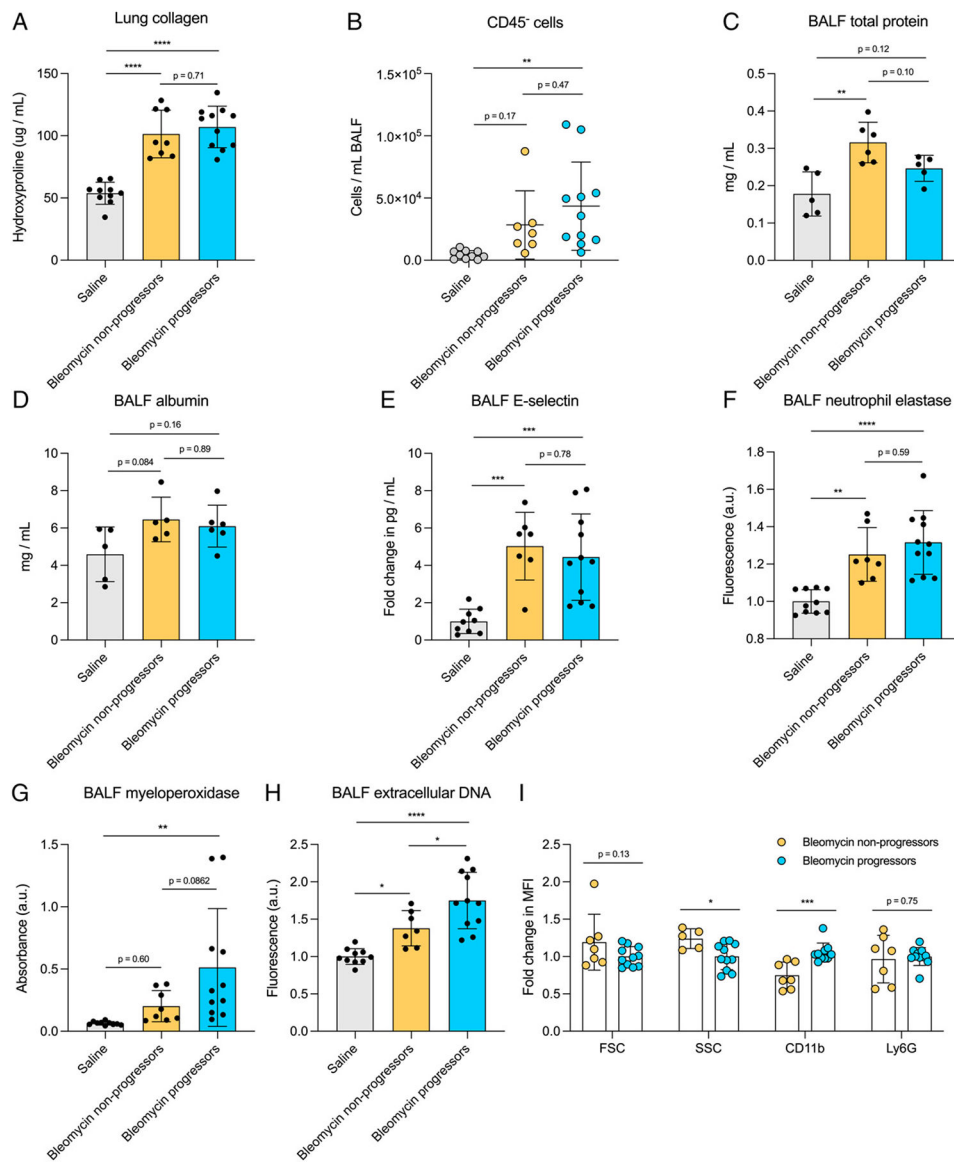 A
Lung collagen
****
****
p = 0.71
150
100
50
0
Hydroxyproline (ug / mL)
Saline
Bleomycin non-progressors
Bleomycin progressors
B
CD45⁻ cells
**
p = 0.47
p = 0.17
1.5×10⁵
1.0×10⁵
5.0×10⁴
0
Cells / mL BALF
Saline
Bleomycin non-progressors
Bleomycin progressors
C
BALF total protein
p = 0.12
p = 0.10
**
0.5
0.4
0.3
0.2
0.1
0.0
mg / mL
Saline
Bleomycin non-progressors
Bleomycin progressors
D
BALF albumin
p = 0.16
p = 0.084
p = 0.89
10
8
6
4
2
0
mg / mL
Saline
Bleomycin non-progressors
Bleomycin progressors
E
BALF E-selectin
***
p = 0.78
***
10
8
6
4
2
0
Fold change in pg / mL
Saline
Bleomycin non-progressors
Bleomycin progressors
F
BALF neutrophil elastase
****
p = 0.59
**
1.8
1.6
1.4
1.2
1.0
0.8
Fluorescence (a.u.)
Saline
Bleomycin non-progressors
Bleomycin progressors
G
BALF myeloperoxidase
**
p = 0.0862
p = 0.60
1.5
1.0
0.5
0.0
Absorbance (a.u.)
Saline
Bleomycin non-progressors
Bleomycin progressors
H
BALF extracellular DNA
****
*
*
2.5
2.0
1.5
1.0
0.5
0.0
Fluorescence (a.u.)
Saline
Bleomycin non-progressors
Bleomycin progressors
I
Bleomycin non-progressors
Bleomycin progressors
p = 0.13
*
***
p = 0.75
2.5
2.0
1.5
1.0
0.5
0.0
Fold change in MFI
FSC
SSC
CD11b
Ly6G